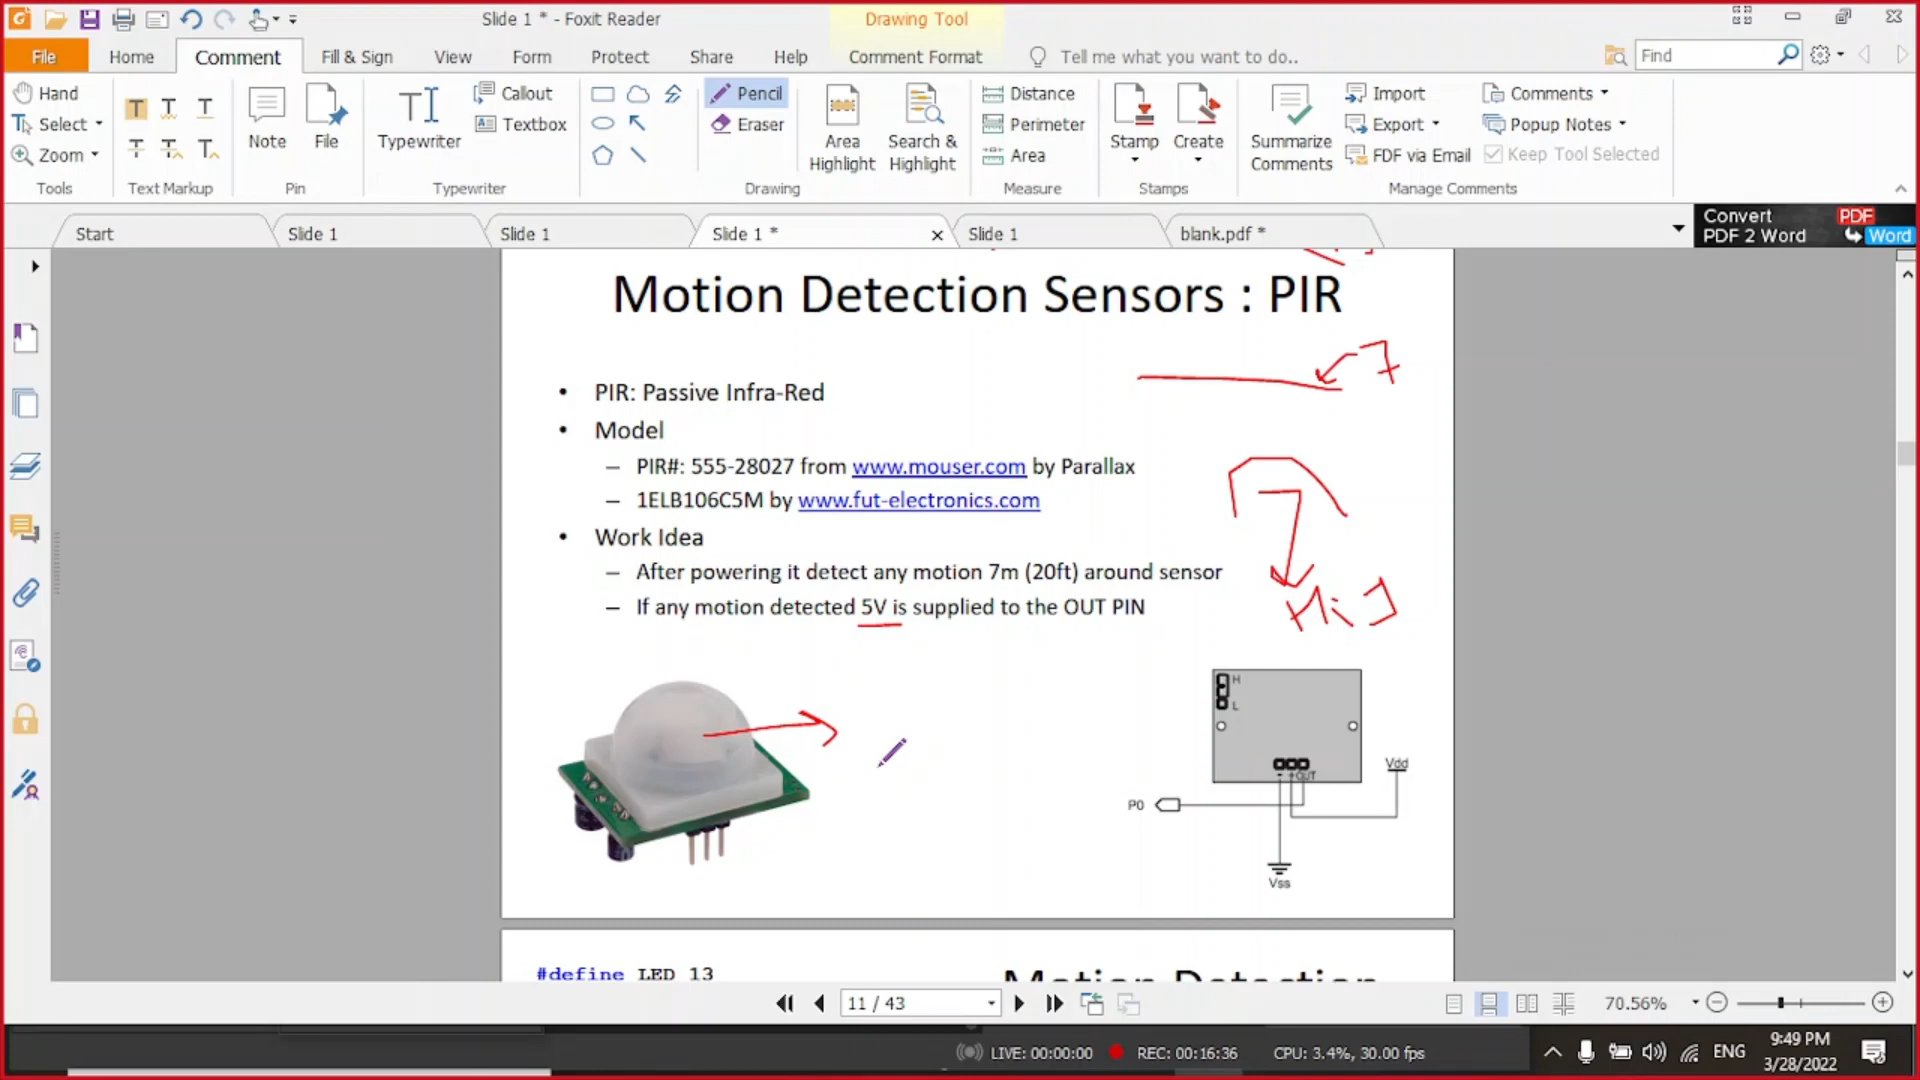 Slide 1 * - Foxit Reader
Drawing Tool
File
Home
Comment
Fill & Sign
View
Form
Protect
Share
Help
Comment Format
Tell me what you want to do..
Find
Hand
Select
Zoom
Tools
Text Markup
Note
File
Pin
Typewriter
Callout
Textbox
Typewriter
Pencil
Eraser
Area Highlight
Search & Highlight
Drawing
Distance
Perimeter
Area
Measure
Stamp
Create
Stamps
Summarize Comments
Import
Export
FDF via Email
Comments
Popup Notes
Keep Tool Selected
Manage Comments
Start
Slide 1
Slide 1
Slide 1 *
Slide 1
blank.pdf *
Convert PDF
PDF 2 Word Word
Motion Detection Sensors : PIR
7
• PIR: Passive Infra-Red
• Model
– PIR#: 555-28027 from www.mouser.com by Parallax
– 1ELB106C5M by www.fut-electronics.com
• Work Idea
– After powering it detect any motion 7m (20ft) around sensor
– If any motion detected 5V is supplied to the OUT PIN
H
L
OUT
Vdd
P0
Vss
#define LED 13
Motion Detection
11 / 43
70.56%
LIVE: 00:00:00
REC: 00:16:36
CPU: 3.4%, 30.00 fps
ENG
9:49 PM
3/28/2022